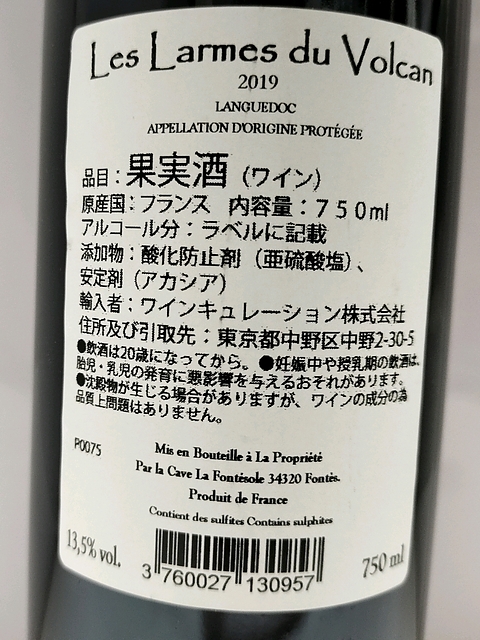 Les Larmes du Volcan
2019
LANGUEDOC
APPELLATION D'ORIGINE PROTÉGÉE
品目：果実酒（ワイン）
原産国：フランス 内容量：７５０ml
アルコール分：ラベルに記載
添加物：酸化防止剤（亜硫酸塩）、
安定剤（アカシア）
輸入者：ワインキュレーション株式会社
住所及び引取先：東京都中野区中野2-30-5
●飲酒は20歳になってから。●妊娠中や授乳期の飲酒は、
胎児・乳児の発育に悪影響を与えるおそれがあります。
●沈殿物が生じる場合がありますが、ワインの成分の為
品質上問題はありません。
P0075
Mis en Bouteille à La Propriété
Par la Cave La Fontésole 34320 Fontès.
Produit de France
Contient des sulfites Contains sulphites
13,5% vol.
750 ml
3 760027 130957